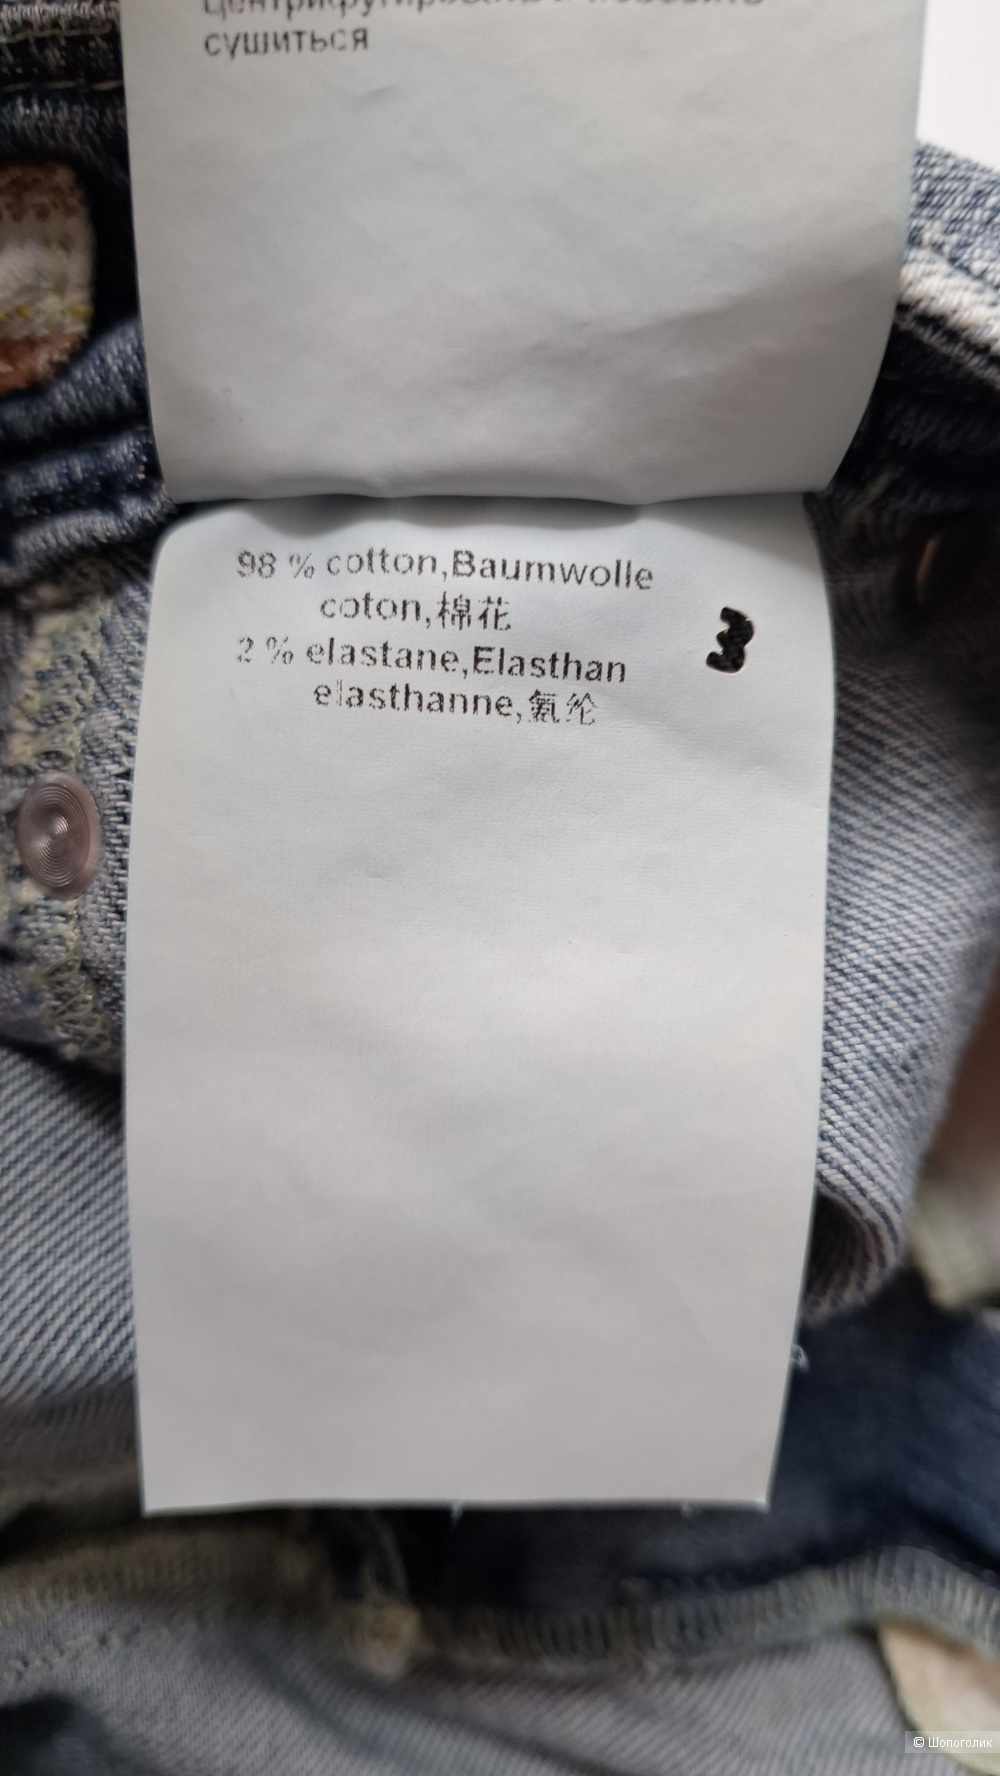 сушиться
98 % cotton,Baumwolle
coton,棉花
2 % elastane,Elasthan
elasthanne,氨纶
3
© Шопоголик